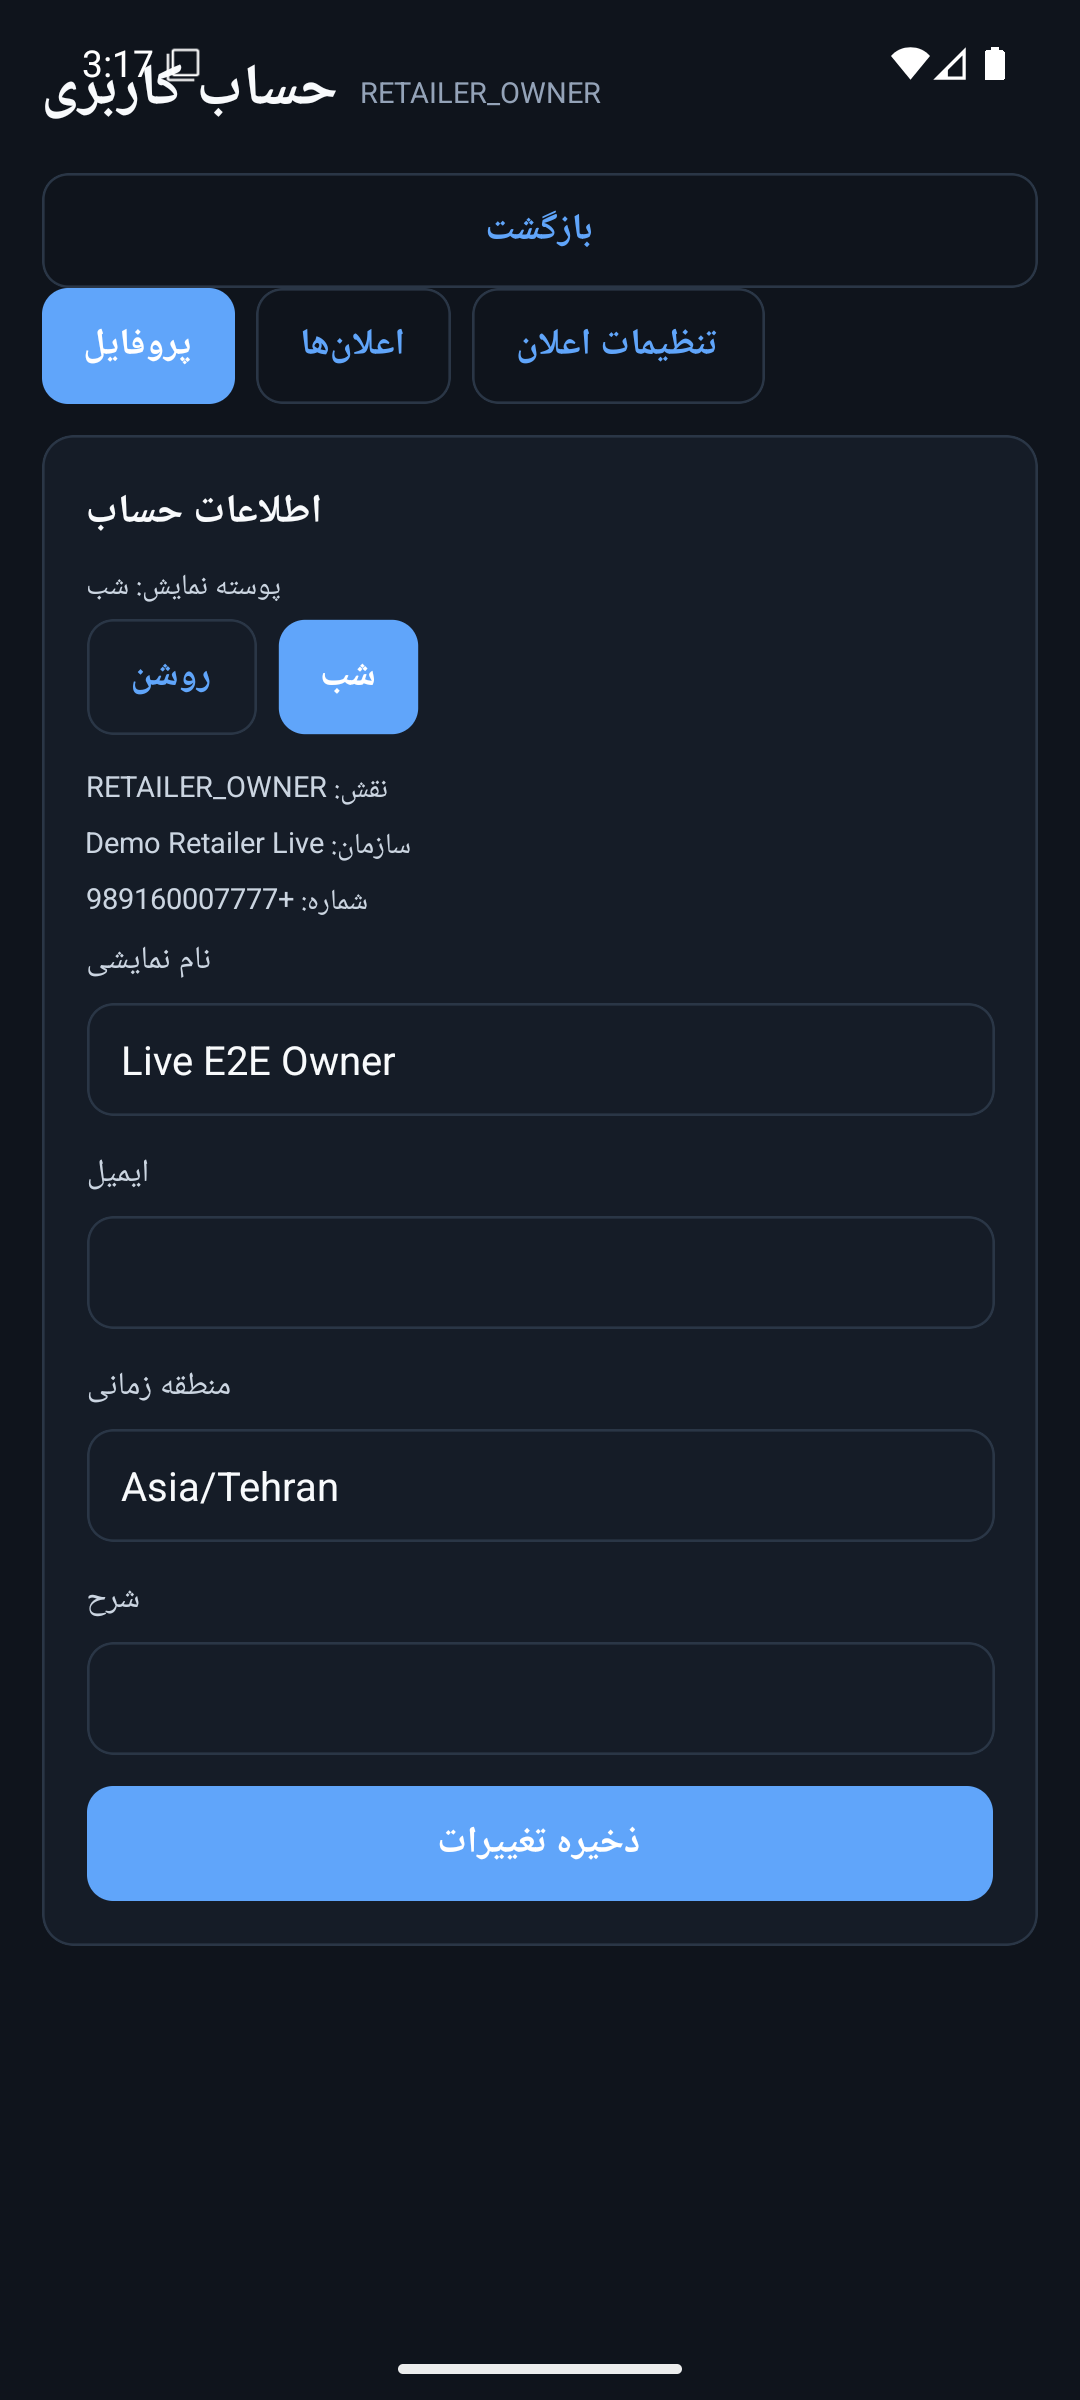 3:17
حساب کاربری RETAILER_OWNER
بازگشت
پروفایل اعلان‌ها تنظیمات اعلان
اطلاعات حساب
پوسته نمایش: شب
روشن شب
نقش: RETAILER_OWNER
سازمان: Demo Retailer Live
شماره: +989160007777
نام نمایشی
Live E2E Owner
ایمیل
منطقه زمانی
Asia/Tehran
شرح
ذخیره تغییرات